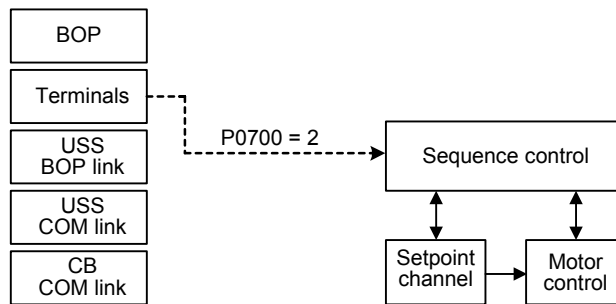 BOP
Terminals
USS
BOP link
USS
COM link
CB
COM link
P0700 = 2
Sequence control
Setpoint
channel
Motor
control